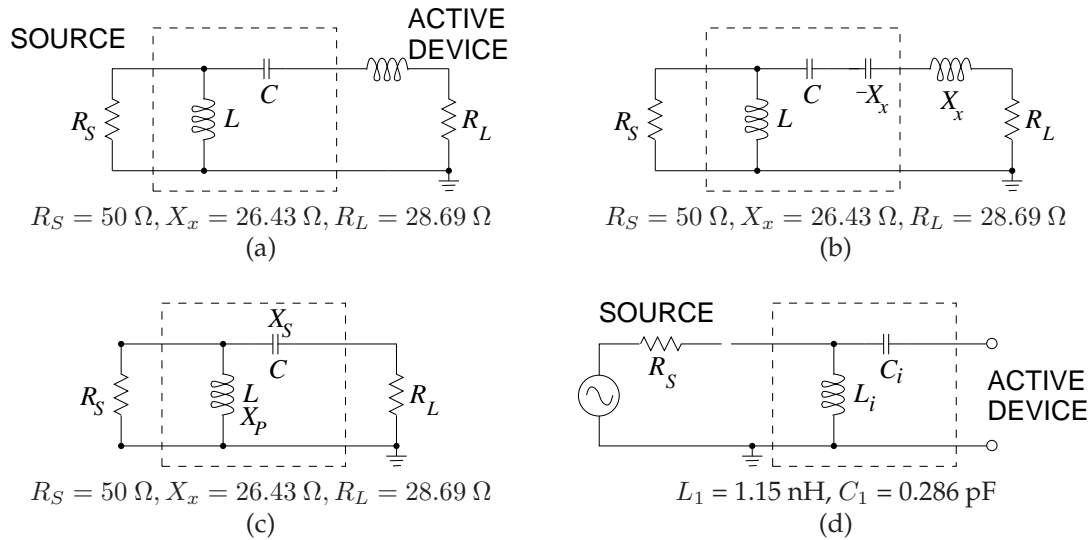 SOURCE
ACTIVE
DEVICE
C
R_S
L
R_L
R_S = 50 Ω, X_x = 26.43 Ω, R_L = 28.69 Ω
(a)
C
−X_x
X_x
R_S
L
R_L
R_S = 50 Ω, X_x = 26.43 Ω, R_L = 28.69 Ω
(b)
X_S
C
R_S
L
X_P
R_L
R_S = 50 Ω, X_x = 26.43 Ω, R_L = 28.69 Ω
(c)
SOURCE
R_S
C_i
L_i
ACTIVE
DEVICE
L_1 = 1.15 nH, C_1 = 0.286 pF
(d)